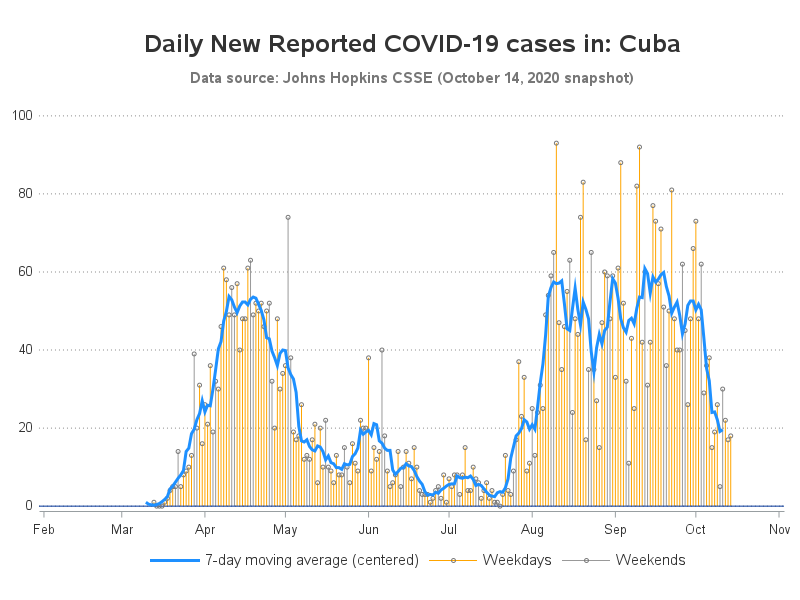 Daily New Reported COVID-19 cases in: Cuba
Data source: Johns Hopkins CSSE (October 14, 2020 snapshot)
100
80
60
40
20
0
Feb Mar Apr May Jun Jul Aug Sep Oct Nov
7-day moving average (centered) Weekdays Weekends